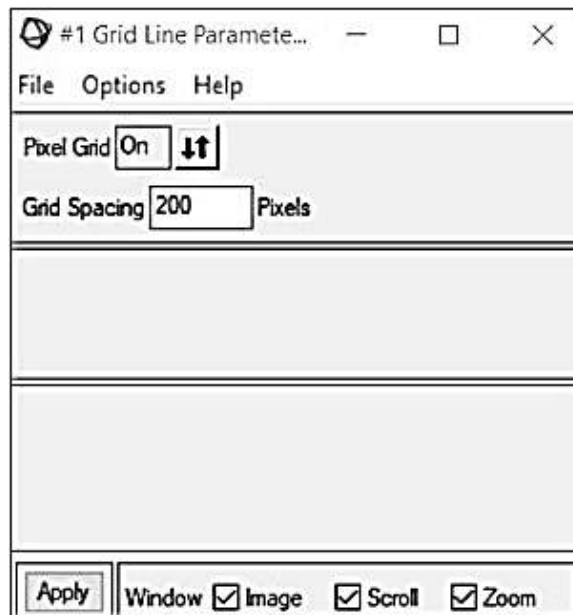 #1 Grid Line Paramete...
File Options Help
Pixel Grid On
Grid Spacing 200 Pixels
Apply Window Image Scroll Zoom